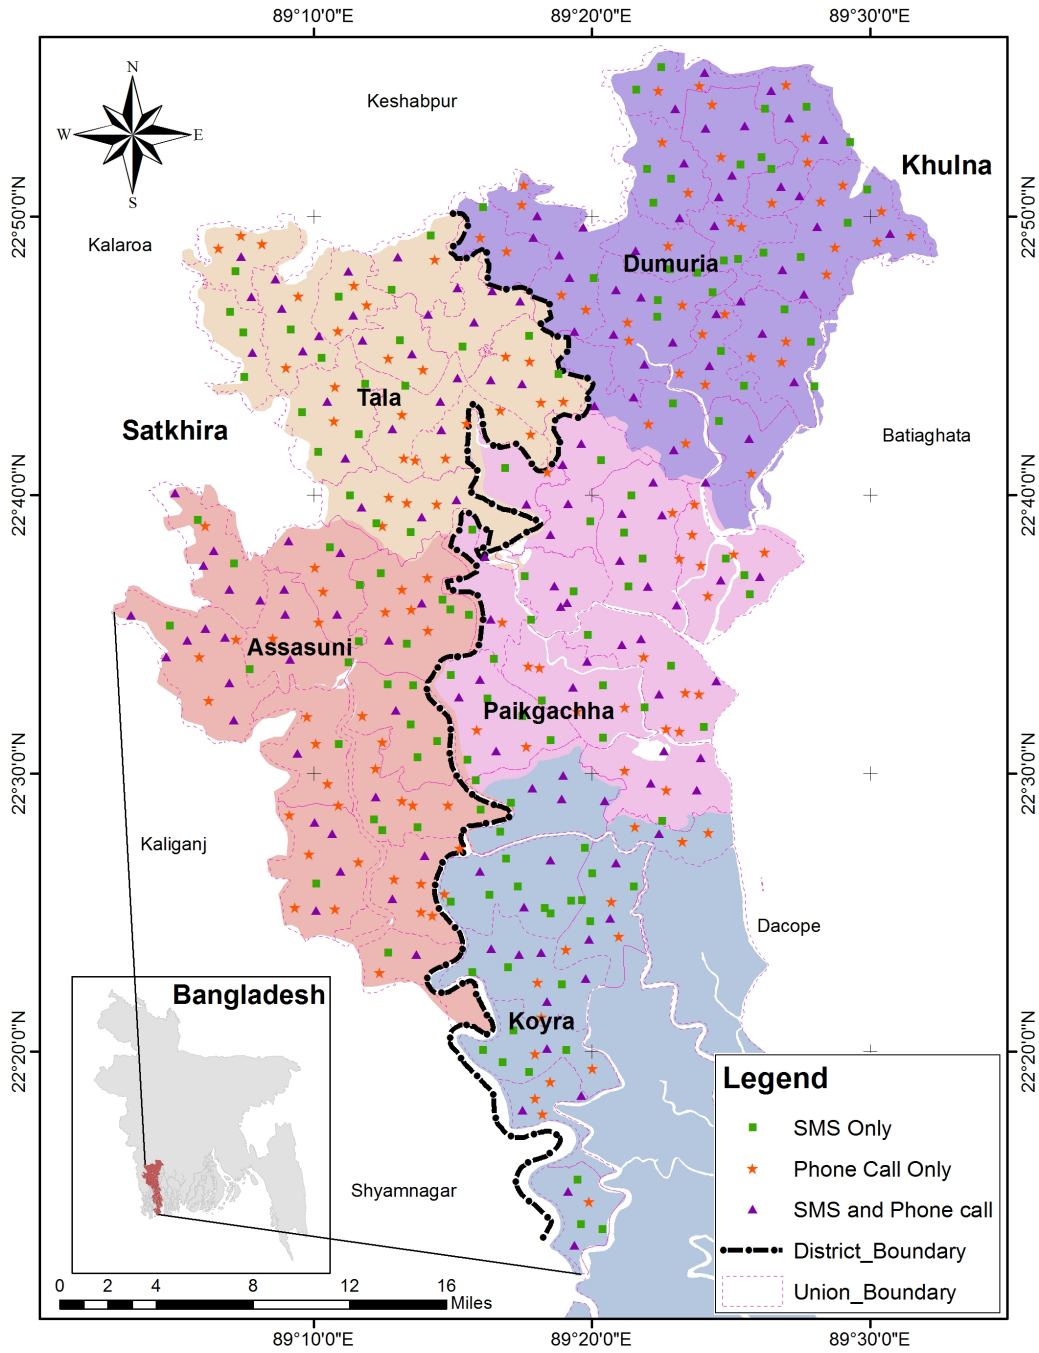 89°10'0"E
89°20'0"E
89°30'0"E
N
W
E
S
Keshabpur
Khulna
22°50'0"N
22°50'0"N
Kalaroa
Dumuria
Tala
Satkhira
Batiaghata
22°40'0"N
22°40'0"N
Assasuni
Paikgachha
22°30'0"N
22°30'0"N
Kaliganj
Dacope
Bangladesh
Koyra
22°20'0"N
22°20'0"N
Legend
SMS Only
Phone Call Only
SMS and Phone call
District_Boundary
Union_Boundary
Shyamnagar
0 2 4 8 12 16
Miles
89°10'0"E
89°20'0"E
89°30'0"E